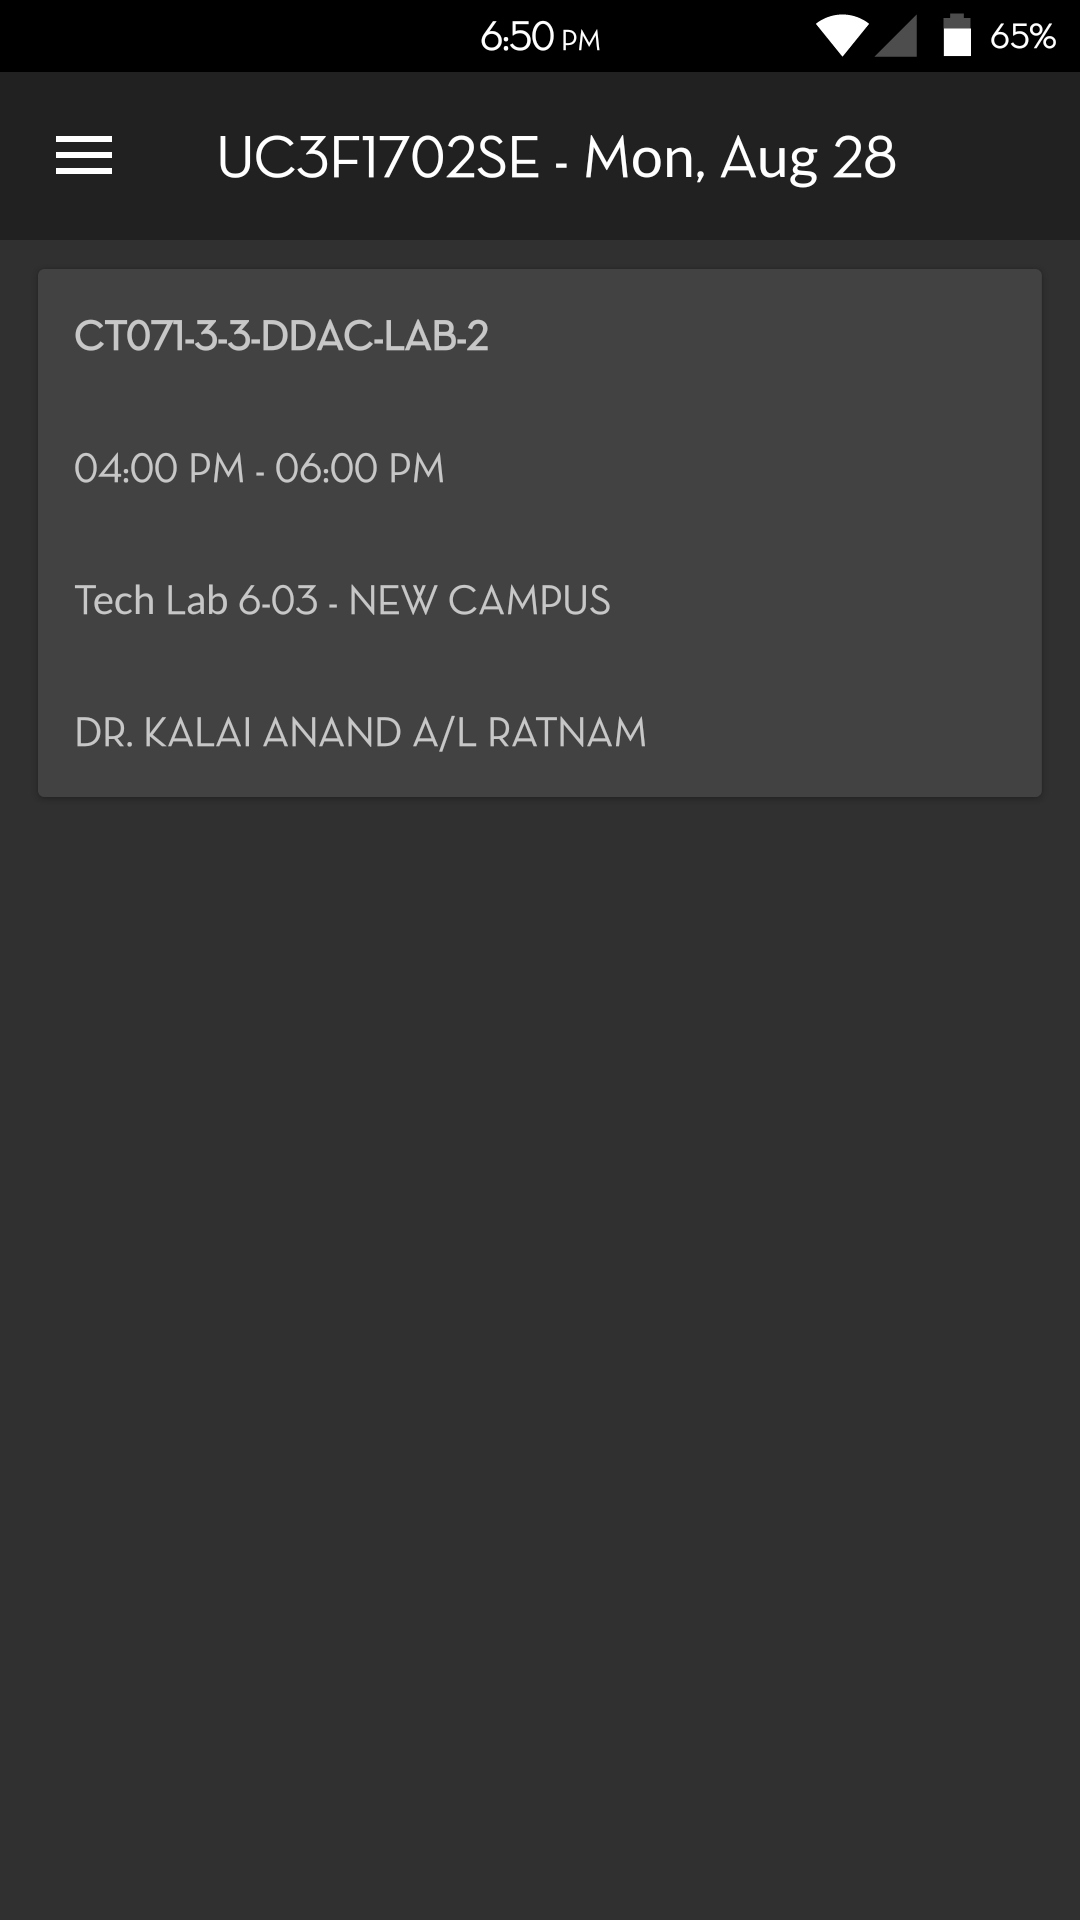 6:50 PM
65%
UC3F1702SE - Mon, Aug 28
CT071-3-3-DDAC-LAB-2
04:00 PM - 06:00 PM
Tech Lab 6-03 - NEW CAMPUS
DR. KALAI ANAND A/L RATNAM